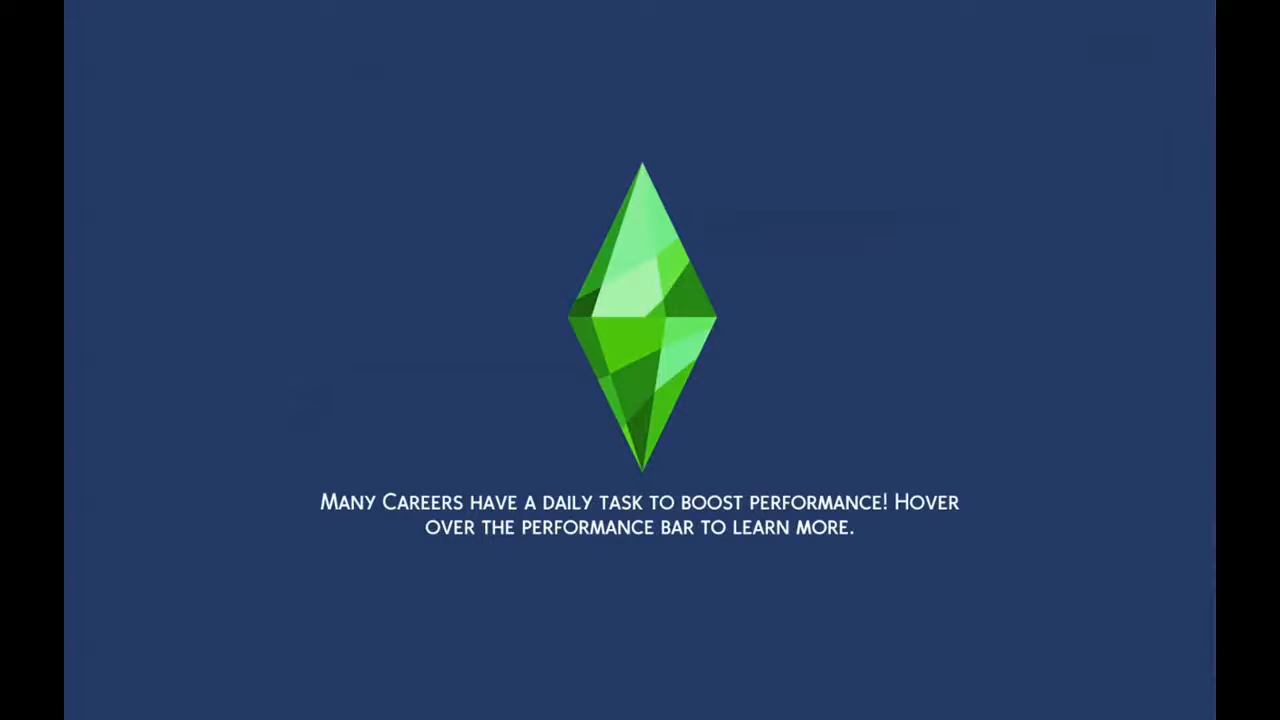 Many Careers have a daily task to boost performance! Hover
over the performance bar to learn more.